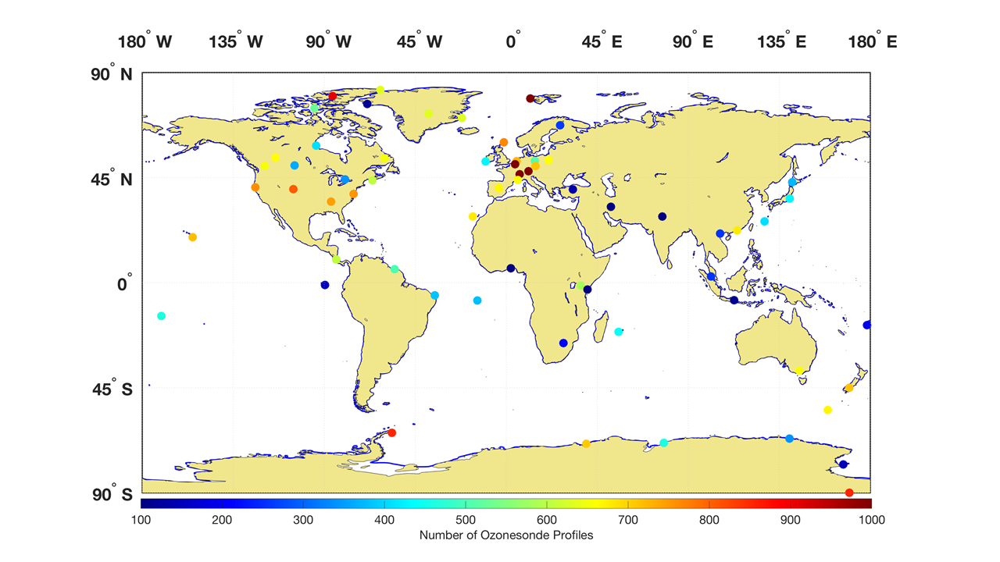 180° W 135° W 90° W 45° W 0° 45° E 90° E 135° E 180° E
90° N
45° N
0°
45° S
90° S
100 200 300 400 500 600 700 800 900 1000
Number of Ozonesonde Profiles